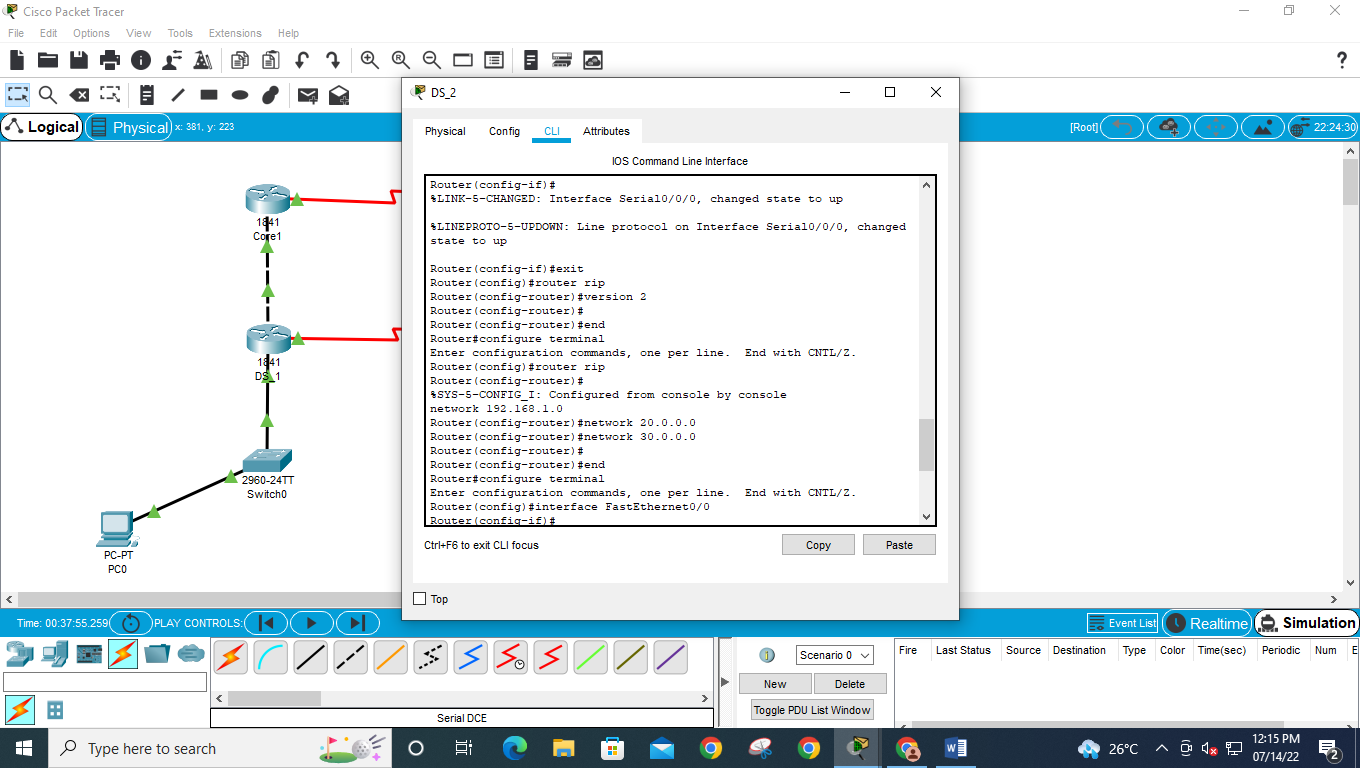 Cisco Packet Tracer
File Edit Options View Tools Extensions Help
?
DS_2
Logical
Physical
x: 381, y: 223
[Root]
22:24:30
Physical Config CLI Attributes
IOS Command Line Interface
Router(config-if)#
%LINK-5-CHANGED: Interface Serial0/0/0, changed state to up
%LINEPROTO-5-UPDOWN: Line protocol on Interface Serial0/0/0, changed
state to up
Router(config-if)#exit
Router(config)#router rip
Router(config-router)#version 2
Router(config-router)#
Router(config-router)#end
Router#configure terminal
Enter configuration commands, one per line.  End with CNTL/Z.
Router(config)#router rip
Router(config-router)#
%SYS-5-CONFIG_I: Configured from console by console
network 192.168.1.0
Router(config-router)#network 20.0.0.0
Router(config-router)#network 30.0.0.0
Router(config-router)#
Router(config-router)#end
Router#configure terminal
Enter configuration commands, one per line.  End with CNTL/Z.
Router(config)#interface FastEthernet0/0
Router(config-if)#
Ctrl+F6 to exit CLI focus
Copy
Paste
Top
1841
Core1
1841
DS_1
2960-24TT
Switch0
PC-PT
PC0
Time: 00:37:55.259
PLAY CONTROLS:
Event List
Realtime
Simulation
Scenario 0
New
Delete
Toggle PDU List Window
Fire Last Status Source Destination Type Color Time(sec) Periodic Num E
Serial DCE
Type here to search
26°C
12:15 PM
07/14/22
2